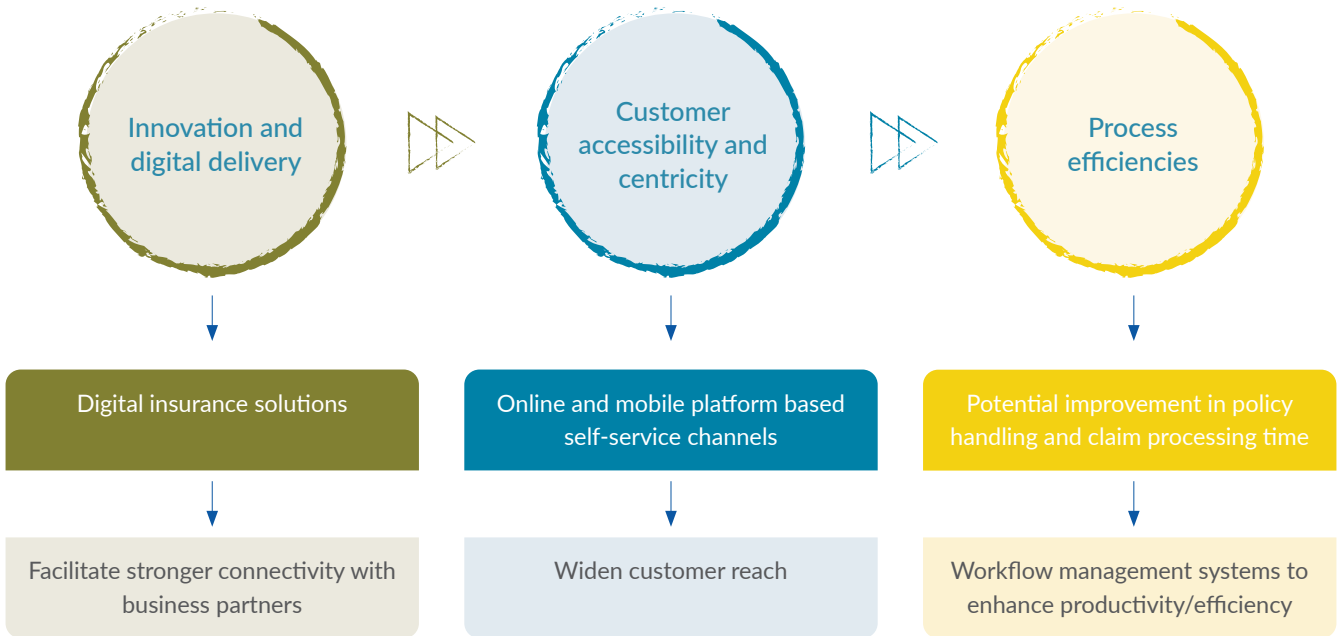 Innovation and
digital delivery
Customer
accessibility and
centricity
Process
efficiencies
Digital insurance solutions
Online and mobile platform based
self-service channels
Potential improvement in policy
handling and claim processing time
Facilitate stronger connectivity with
business partners
Widen customer reach
Workflow management systems to
enhance productivity/efficiency